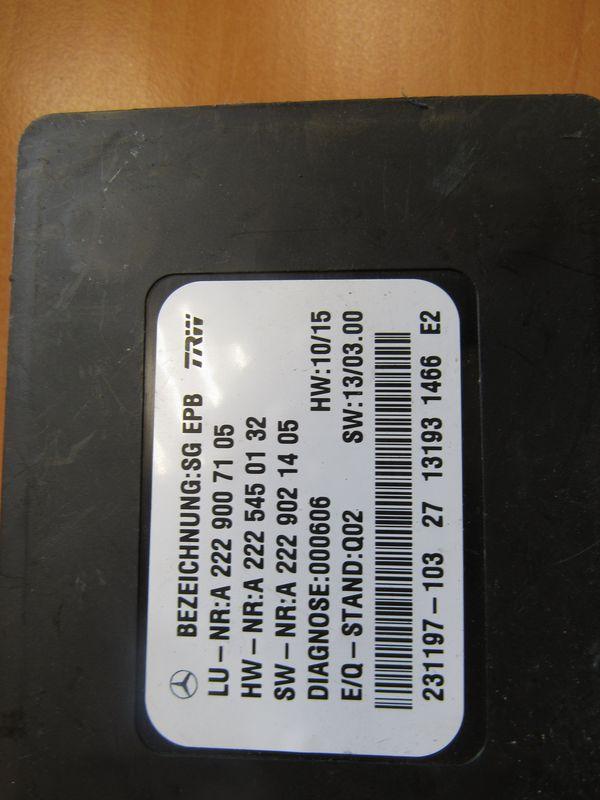 BEZEICHNUNG:SG EPB TRW
LU-NR:A 222 900 71 05
HW-NR:A 222 545 01 32
SW-NR:A 222 902 14 05
DIAGNOSE:000606 HW:10/15
E/Q-STAND:Q02 SW:13/03.00
231197-103 27 13193 1466 E2